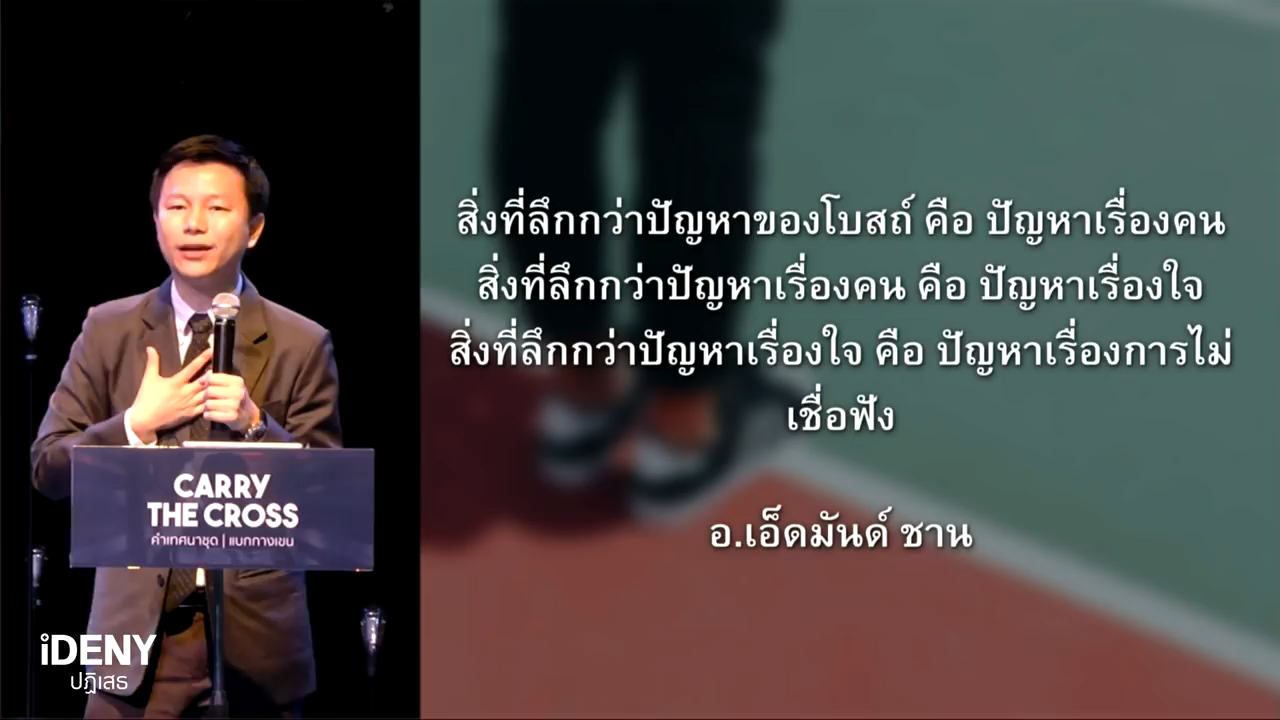 สิ่งที่ลึกกว่าปัญหาของโบสถ์ คือ ปัญหาเรื่องคน
สิ่งที่ลึกกว่าปัญหาเรื่องคน คือ ปัญหาเรื่องใจ
สิ่งที่ลึกกว่าปัญหาเรื่องใจ คือ ปัญหาเรื่องการไม่
เชื่อฟัง
อ.เอ็ดมันด์ ชาน
CARRY
THE CROSS
คำเทศนาชุด | แบกกางเขน
iDENY
ปฏิเสธ